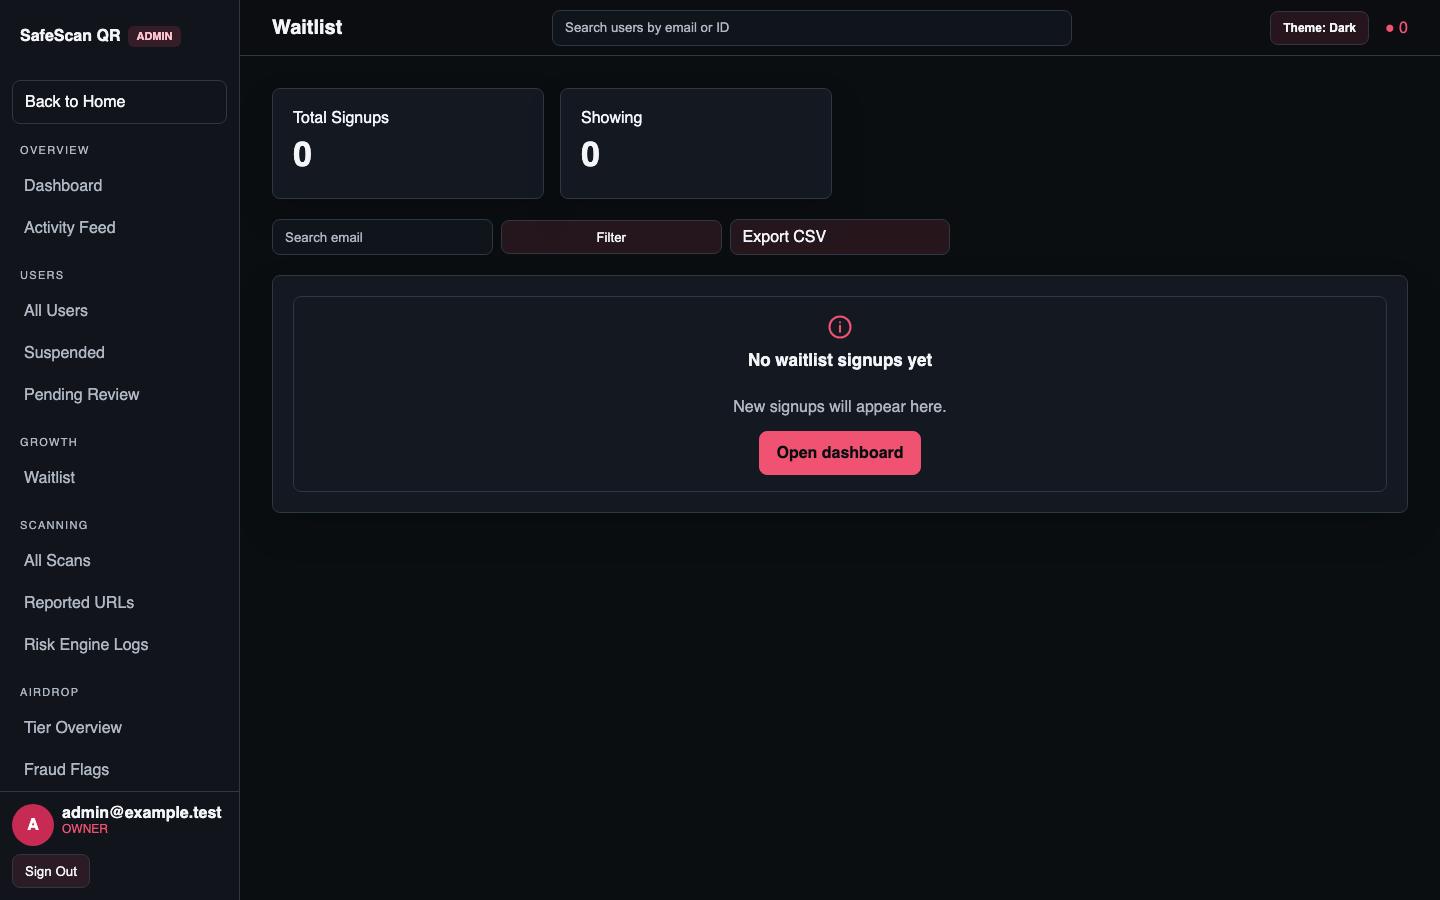 SafeScan QR ADMIN
Back to Home
OVERVIEW
Dashboard
Activity Feed
USERS
All Users
Suspended
Pending Review
GROWTH
Waitlist
SCANNING
All Scans
Reported URLs
Risk Engine Logs
AIRDROP
Tier Overview
Fraud Flags
A
admin@example.test
OWNER
Sign Out
Waitlist
Search users by email or ID
Theme: Dark
0
Total Signups
0
Showing
0
Search email
Filter
Export CSV
No waitlist signups yet
New signups will appear here.
Open dashboard